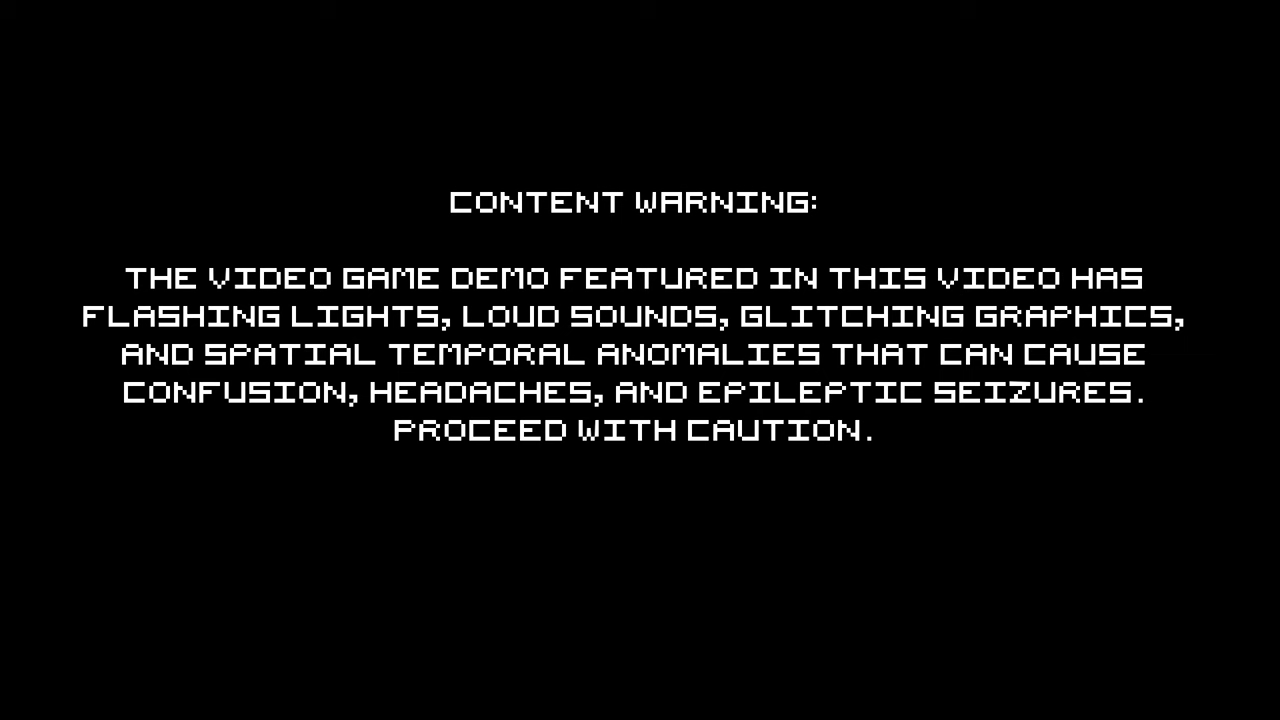 CONTENT WARNING:
THE VIDEO GAME DEMO FEATURED IN THIS VIDEO HAS
FLASHING LIGHTS, LOUD SOUNDS, GLITCHING GRAPHICS,
AND SPATIAL TEMPORAL ANOMALIES THAT CAN CAUSE
CONFUSION, HEADACHES, AND EPILEPTIC SEIZURES.
PROCEED WITH CAUTION.